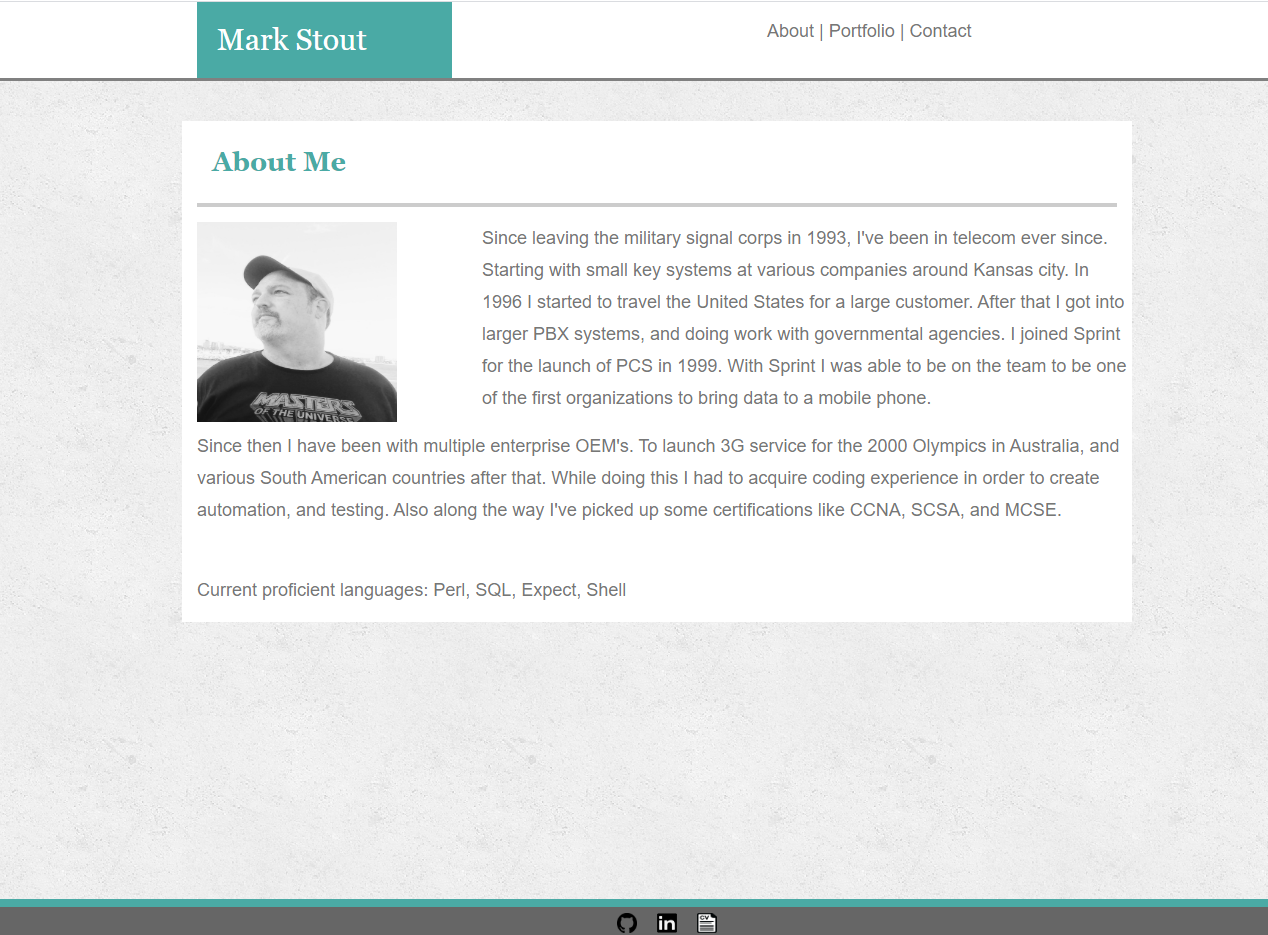 Mark Stout
About | Portfolio | Contact
About Me
Since leaving the military signal corps in 1993, I've been in telecom ever since.
Starting with small key systems at various companies around Kansas city. In
1996 I started to travel the United States for a large customer. After that I got into
larger PBX systems, and doing work with governmental agencies. I joined Sprint
for the launch of PCS in 1999. With Sprint I was able to be on the team to be one
of the first organizations to bring data to a mobile phone.
MASTERS
OF THE UNIVERSE
Since then I have been with multiple enterprise OEM's. To launch 3G service for the 2000 Olympics in Australia, and
various South American countries after that. While doing this I had to acquire coding experience in order to create
automation, and testing. Also along the way I've picked up some certifications like CCNA, SCSA, and MCSE.
Current proficient languages: Perl, SQL, Expect, Shell
in
CV